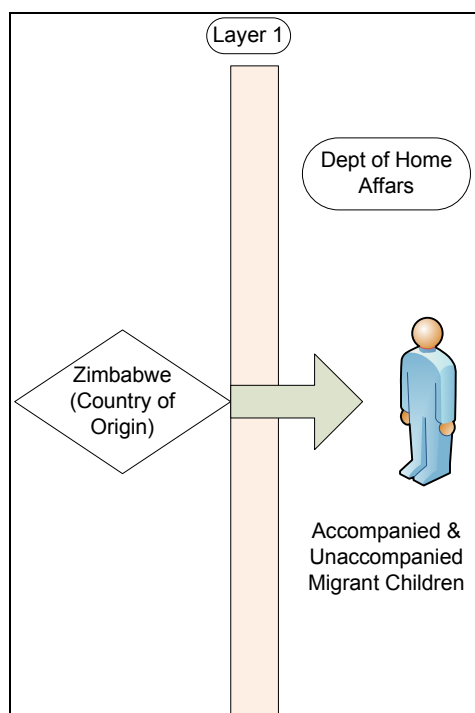 Layer 1
Dept of Home
Affars
Zimbabwe
(Country of
Origin)
Accompanied &
Unaccompanied
Migrant Children